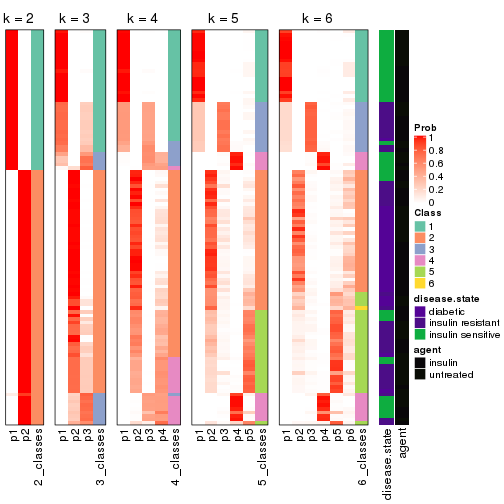 k = 2
k = 3
k = 4
k = 5
k = 6
p1
p2
2_classes
p1
p2
p3
3_classes
p1
p2
p3
p4
4_classes
p1
p2
p3
p4
p5
5_classes
p1
p2
p3
p4
p5
p6
6_classes
disease.state
agent
Prob
1
0.8
0.6
0.4
0.2
0
Class
1
2
3
4
5
6
disease.state
diabetic
insulin resistant
insulin sensitive
agent
insulin
untreated